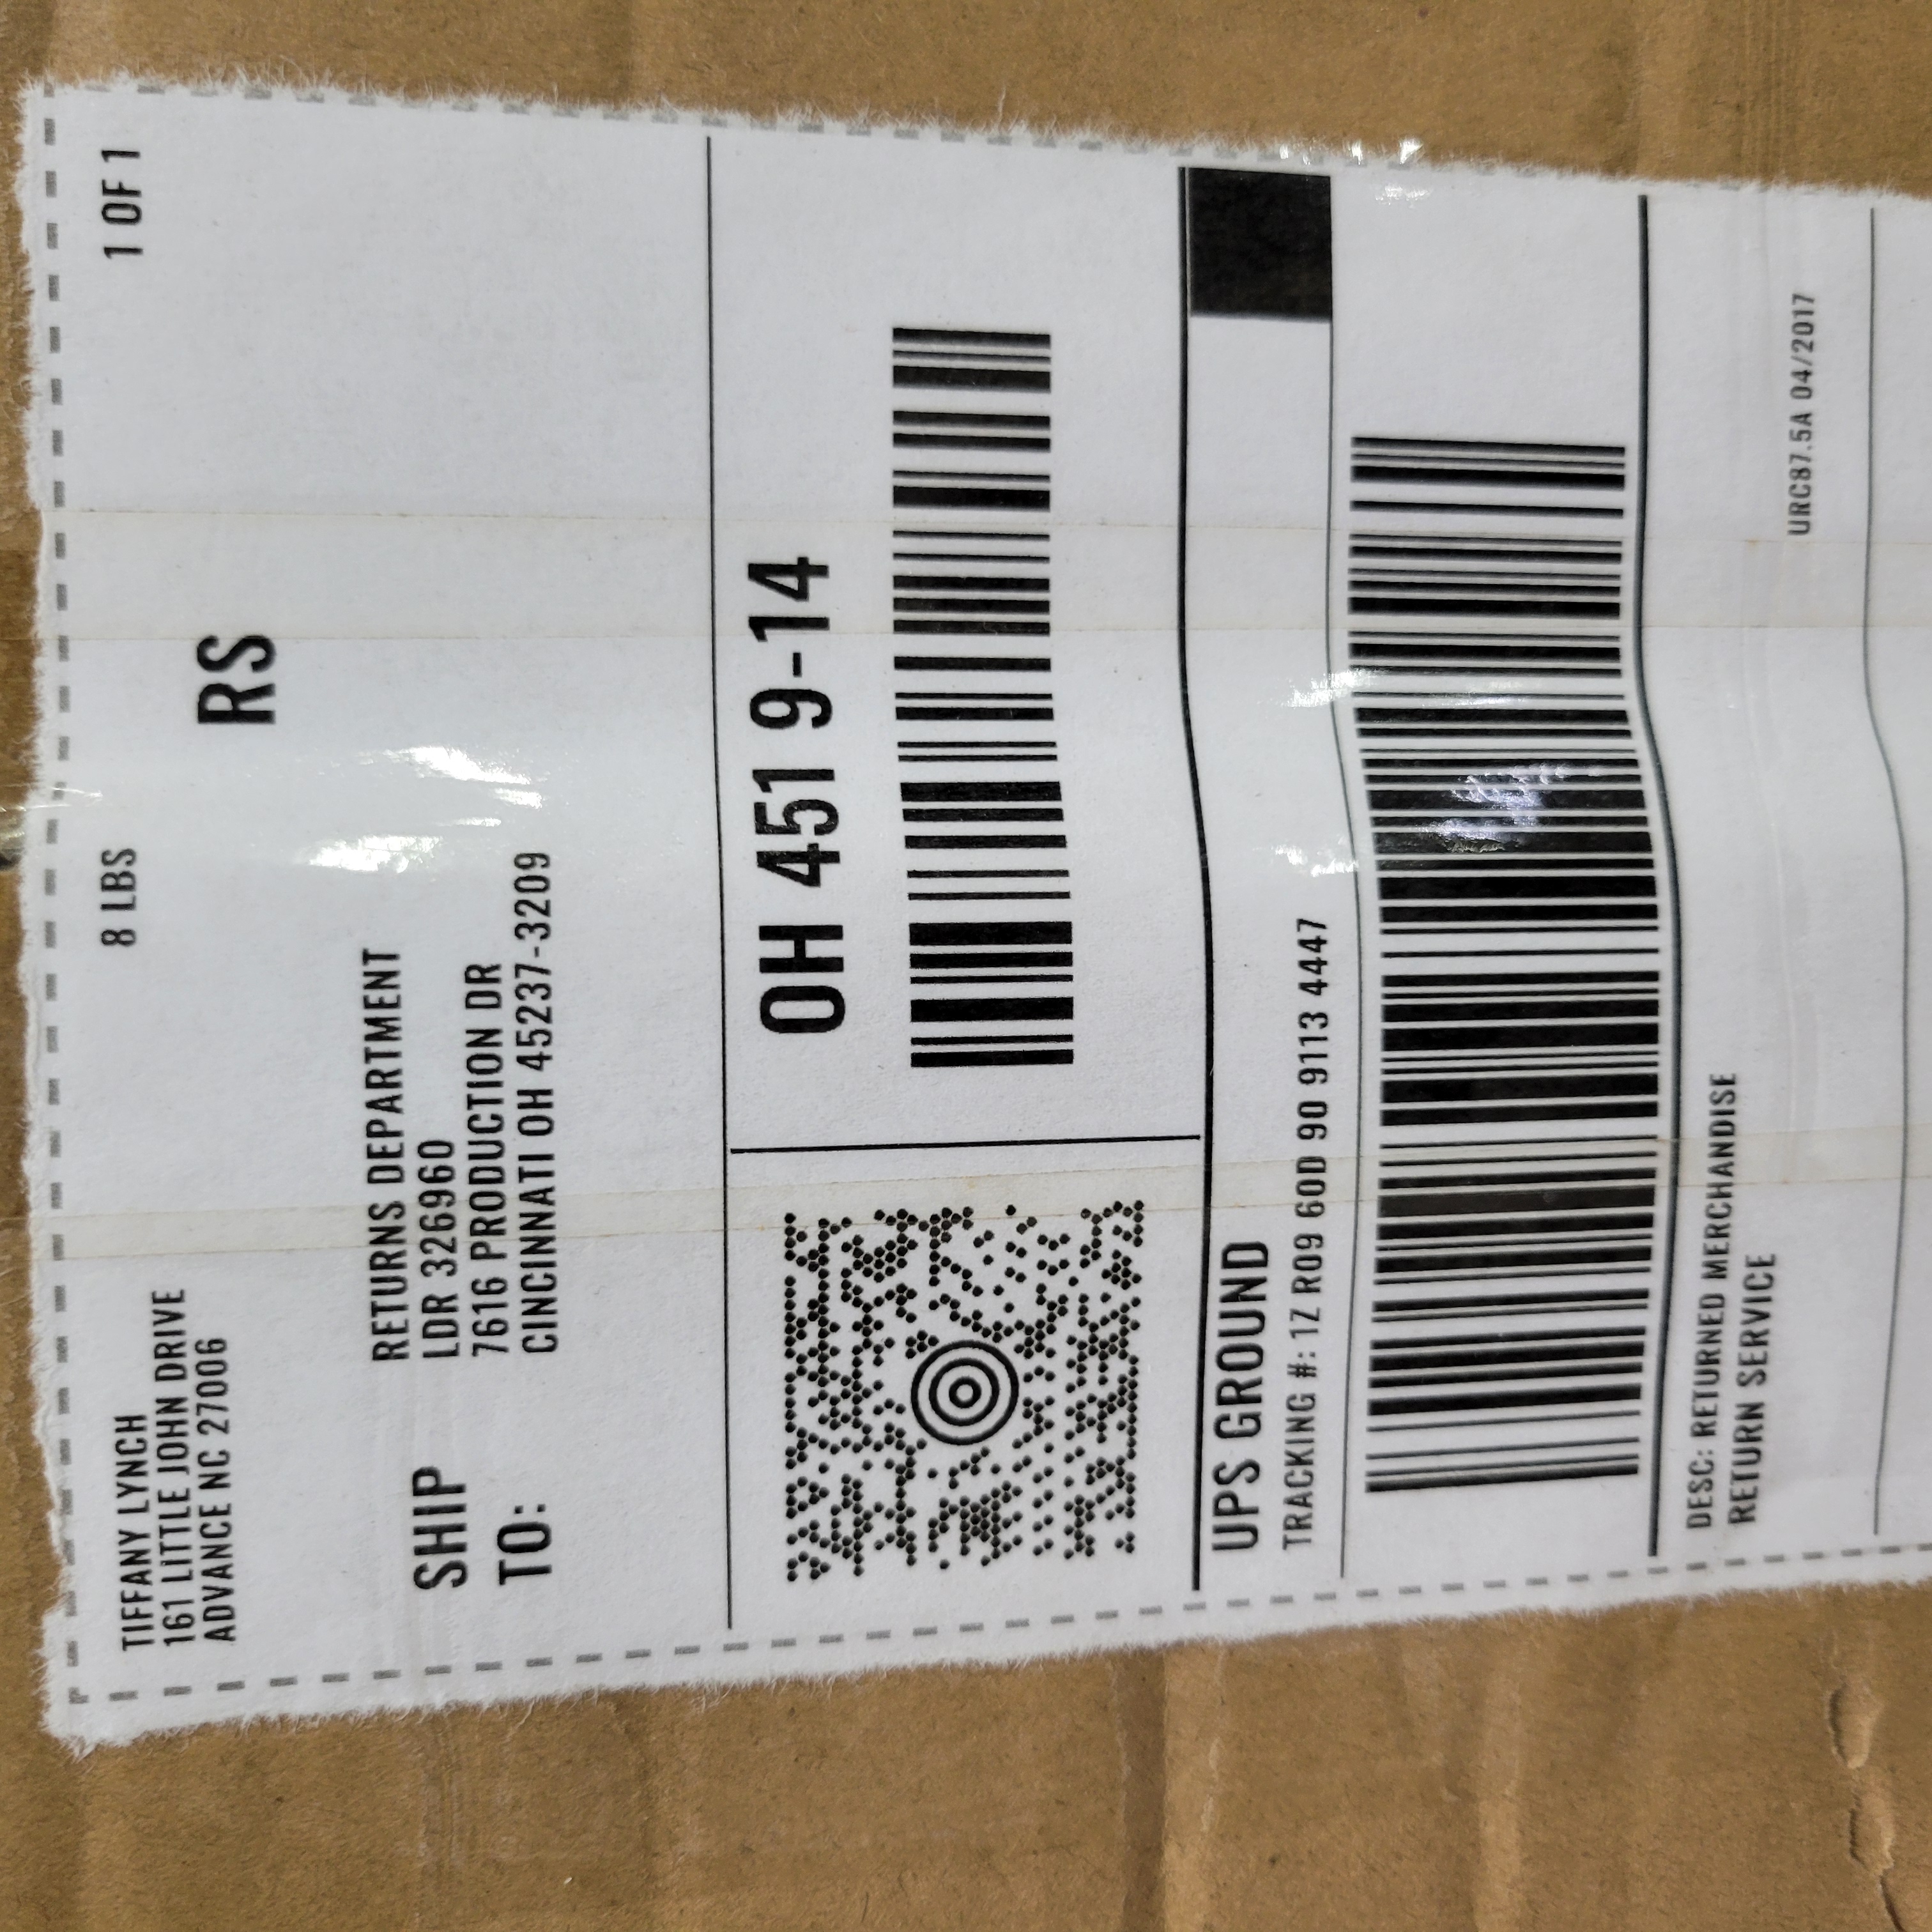 TIFFANY LYNCH
161 LITTLE JOHN DRIVE
ADVANCE NC 27006
8 LBS
1 OF 1
RS
SHIP
TO:
RETURNS DEPARTMENT
LDR 326960
7616 PRODUCTION DR
CINCINNATI OH 45237-3209
OH 451 9-14
UPS GROUND
TRACKING #: 1Z R09 60D 90 9113 4447
DESC: RETURNED MERCHANDISE
RETURN SERVICE
URC87.5A 04/2017